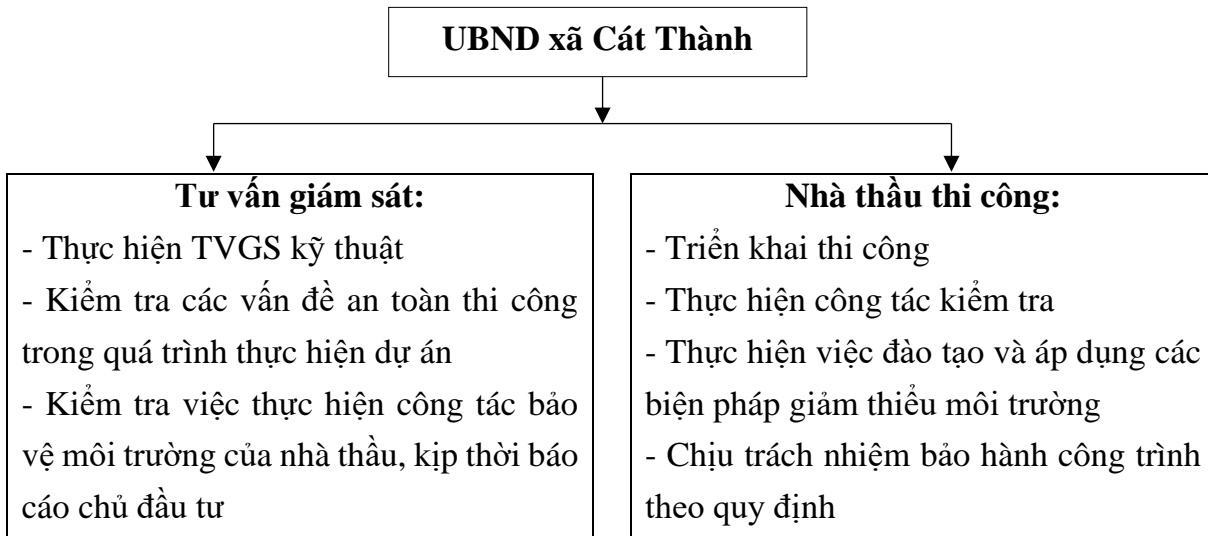 UBND xã Cát Thành
Tư vấn giám sát:
- Thực hiện TVGS kỹ thuật
- Kiểm tra các vấn đề an toàn thi công
trong quá trình thực hiện dự án
- Kiểm tra việc thực hiện công tác bảo
vệ môi trường của nhà thầu, kịp thời báo
cáo chủ đầu tư
Nhà thầu thi công:
- Triển khai thi công
- Thực hiện công tác kiểm tra
- Thực hiện việc đào tạo và áp dụng các
biện pháp giảm thiểu môi trường
- Chịu trách nhiệm bảo hành công trình
theo quy định